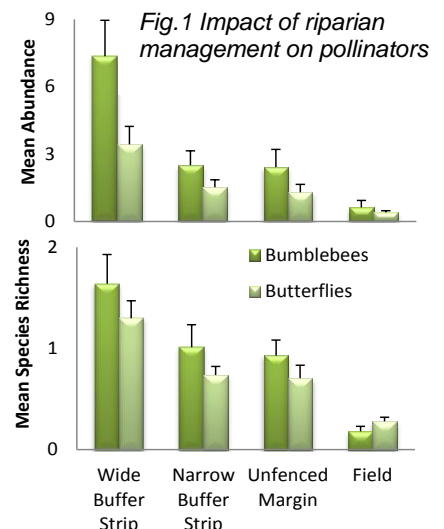 Fig.1 Impact of riparian
management on pollinators
Mean Abundance
9
6
3
0
Mean Species Richness
2
1
0
Bumblebees
Butterflies
Wide Narrow Unfenced Field
Buffer Buffer Margin
Strip Strip